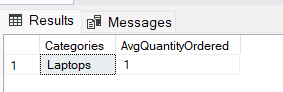 Results Messages
Categories AvgQuantityOrdered
1 Laptops 1